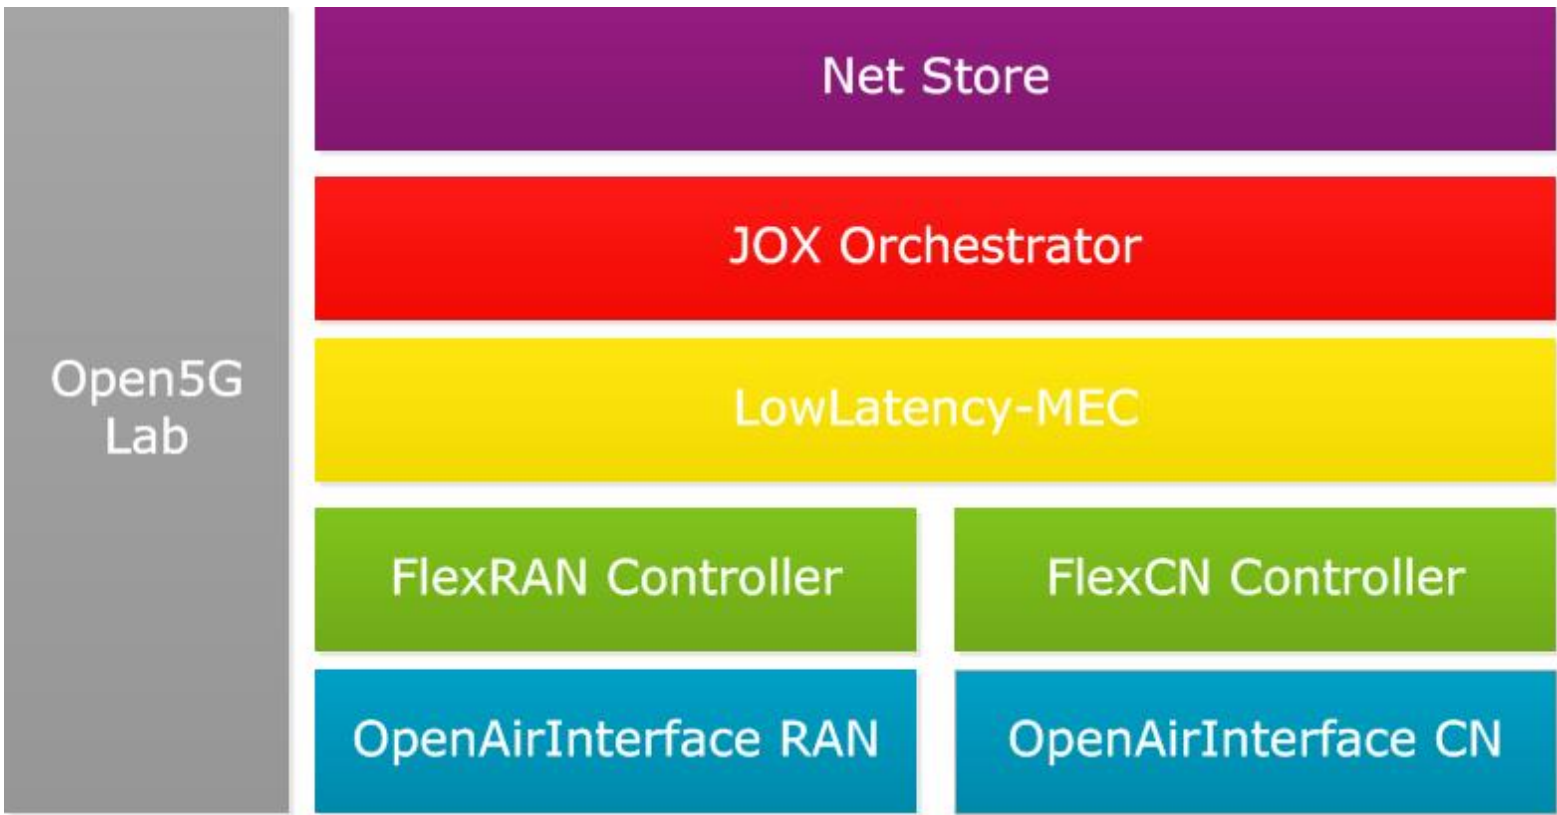 Open5G
Lab
Net Store
JOX Orchestrator
LowLatency-MEC
FlexRAN Controller
FlexCN Controller
OpenAirInterface RAN
OpenAirInterface CN